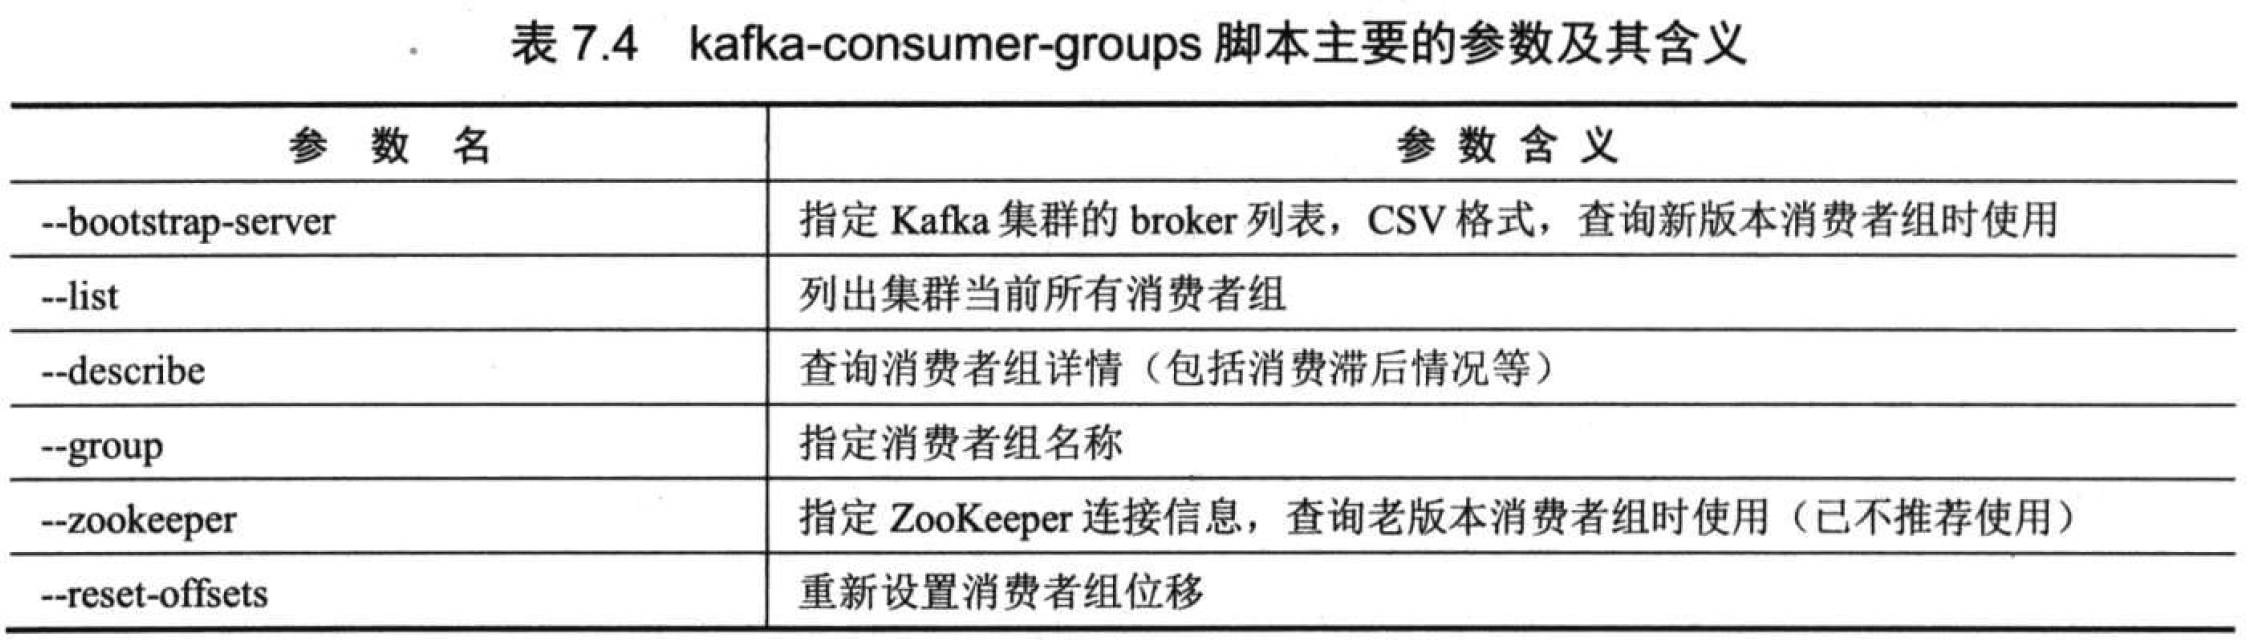 表 7.4 kafka-consumer-groups 脚本主要的参数及其含义
参 数 名 参 数 含 义
--bootstrap-server 指定 Kafka 集群的 broker 列表，CSV 格式，查询新版本消费者组时使用
--list 列出集群当前所有消费者组
--describe 查询消费者组详情（包括消费滞后情况等）
--group 指定消费者组名称
--zookeeper 指定 ZooKeeper 连接信息，查询老版本消费者组时使用（已不推荐使用）
--reset-offsets 重新设置消费者组位移